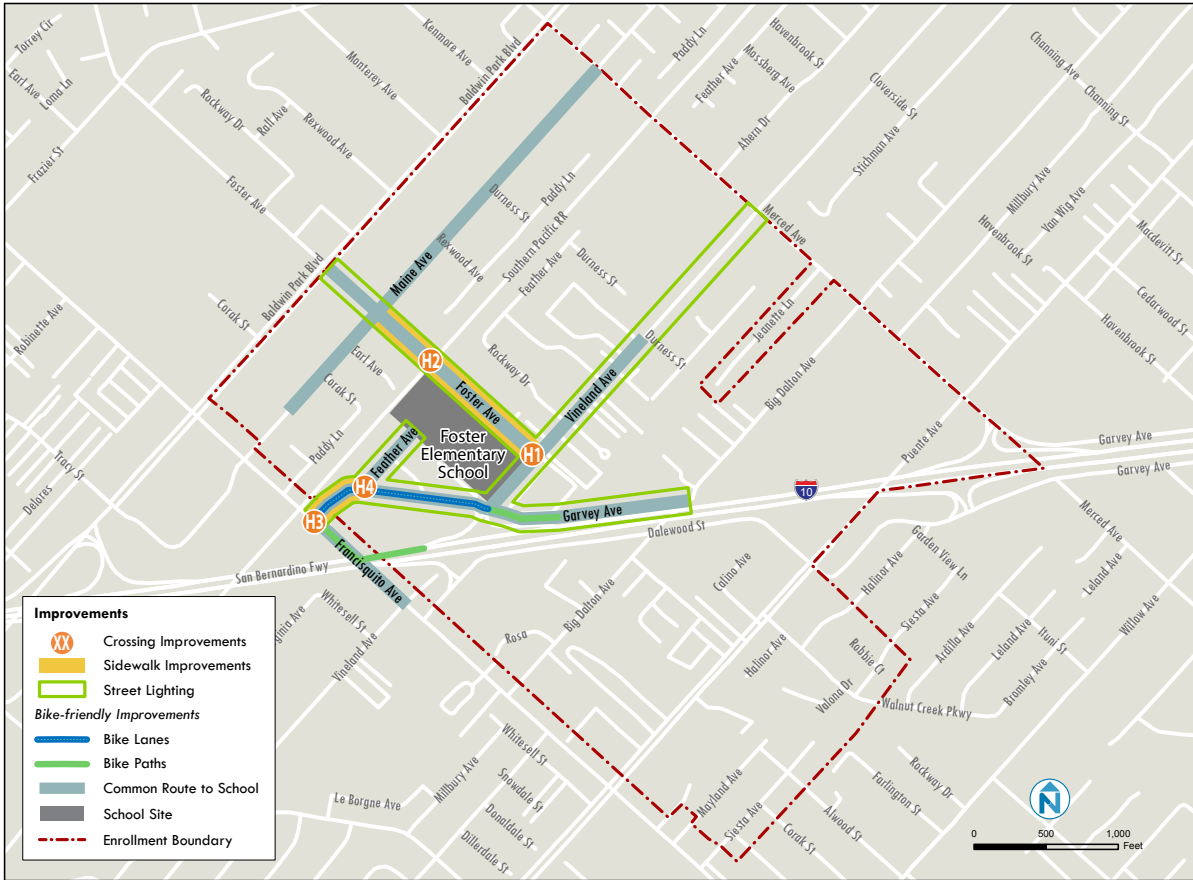 Torrey Cir
Earl Ave
Loma Ln
Frazier St
Rockway Dr
Rall Ave
Rexwood Ave
Foster Ave
Monterey Ave
Kenmore Ave
Baldwin Park Blvd
Paddy Ln
Feather Ave
Mossberg Ave
Havenbrook St
Ahern Dr
Cloverside St
Stichman Ave
Channing Ave
Channing St
Millbury Ave
Van Wig Ave
Havenbrook St
Macdevitt St
Cedarwood St
Havenbrook St
Merced Ave
Durness St
Paddy Ln
Southern Pacific RR
Rexwood Ave
Feather Ave
Durness St
Maine Ave
Baldwin Park Blvd
Corak St
Robinette Ave
Earl Ave
Corak St
Paddy Ln
Rockway Dr
Durness St
Jeanette Ln
Big Dalton Ave
Puente Ave
H2
Foster Ave
Vineland Ave
H1
Foster
Elementary
School
Feather Ave
H4
H3
Garvey Ave
Garvey Ave
Garvey Ave
10
Dalewood St
Tracy St
Delores
San Bernardino Fwy
Francisquito Ave
Merced Ave
Garden View Ln
Halinor Ave
Siesta Ave
Ardilla Ave
Leland Ave
Leland Ave
Ituni St
Willow Ave
Bromley Ave
Robbie Ct
Catino Ave
Halinor Ave
Valona Dr
Walnut Creek Pkwy
Big Dalton Ave
Rosa
Whitesell St
Vineland Ave
ginia Ave
Whitesell St
Snowdale St
Donaldale St
Dillerdale St
Millbury Ave
Le Borgne Ave
Mayland Ave
Siesta Ave
Corak St
Alwood St
Farlington St
Rockway Dr
Improvements
XX Crossing Improvements
Sidewalk Improvements
Street Lighting
Bike-friendly Improvements
Bike Lanes
Bike Paths
Common Route to School
School Site
Enrollment Boundary
N
0 500 1,000
Feet